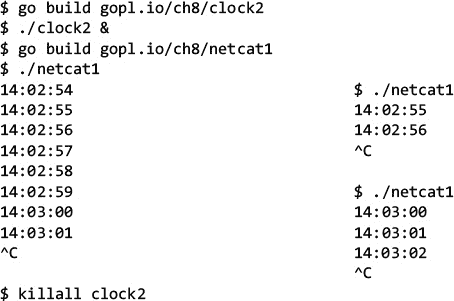 $ go build gopl.io/ch8/clock2
$ ./clock2 &
$ go build gopl.io/ch8/netcat1
$ ./netcat1
14:02:54                            $ ./netcat1
14:02:55                            14:02:55
14:02:56                            14:02:56
14:02:57                            ^C
14:02:58
14:02:59                            $ ./netcat1
14:03:00                            14:03:00
14:03:01                            14:03:01
^C                                  14:03:02
                                    ^C
$ killall clock2